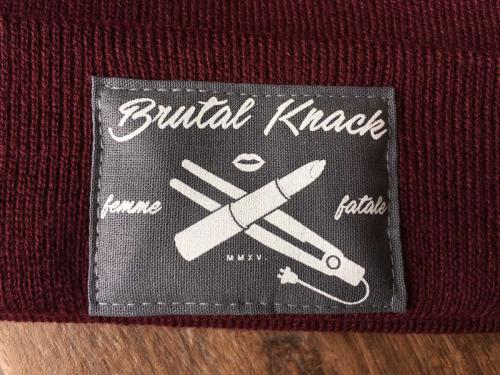 Brutal Knack
femme fatale
MMXV.